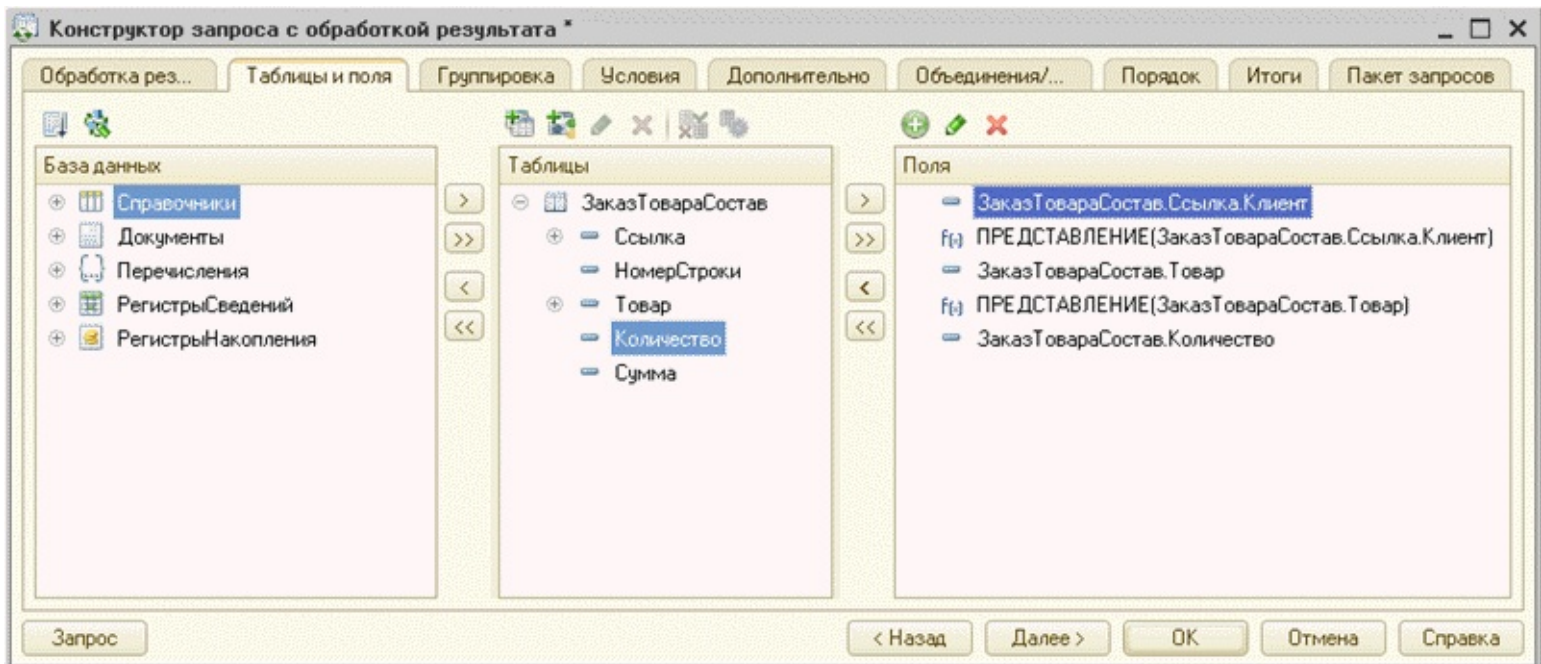 Конструктор запроса с обработкой результата *
Обработка рез... Таблицы и поля Группировка Условия Дополнительно Объединения/... Порядок Итоги Пакет запросов
База данных
Справочники
Документы
Перечисления
РегистрыСведений
РегистрыНакопления
> >> < <<
Таблицы
ЗаказТовараСостав
Ссылка
НомерСтроки
Товар
Количество
Сумма
> >> < <<
Поля
ЗаказТовараСостав.Ссылка.Клиент
ПРЕДСТАВЛЕНИЕ(ЗаказТовараСостав.Ссылка.Клиент)
ЗаказТовараСостав.Товар
ПРЕДСТАВЛЕНИЕ(ЗаказТовараСостав.Товар)
ЗаказТовараСостав.Количество
Запрос < Назад Далее > OK Отмена Справка